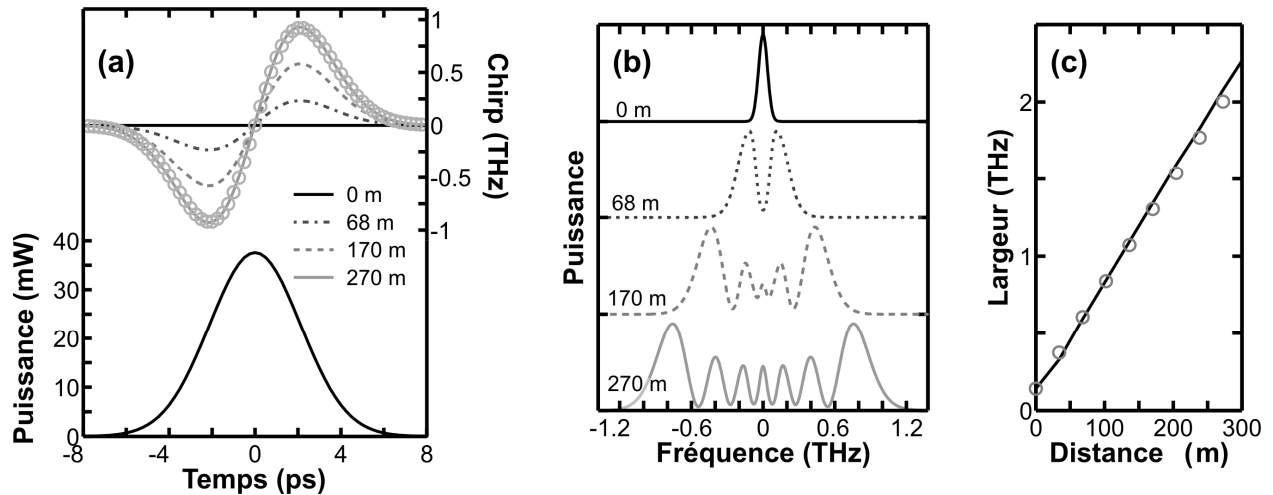 (a)
1
0.5
0
-0.5
-1
Chirp (THz)
0 m
68 m
170 m
270 m
40
30
20
10
0
Puissance (mW)
-8 -4 0 4 8
Temps (ps)
(b)
0 m
68 m
170 m
270 m
Puissance
-1.2 -0.6 0 0.6 1.2
Fréquence (THz)
(c)
2
1
0
Largeur (THz)
0 100 200 300
Distance (m)